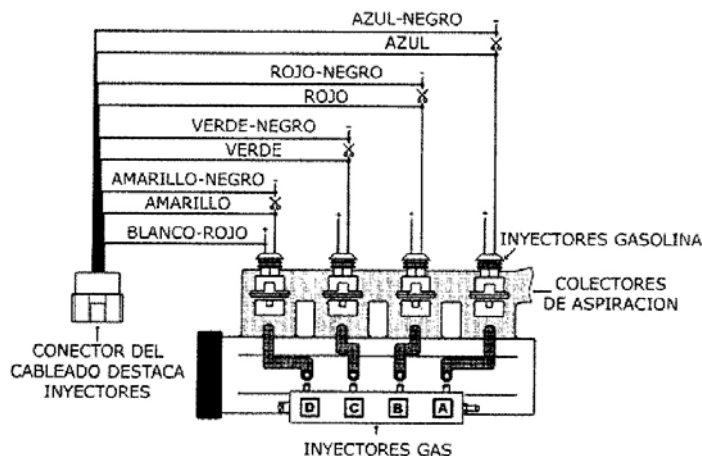 AZUL-NEGRO
AZUL
ROJO-NEGRO
ROJO
VERDE-NEGRO
VERDE
AMARILLO-NEGRO
AMARILLO
BLANCO-ROJO
INYECTORES GASOLINA
COLECTORES
DE ASPIRACION
CONECTOR DEL
CABLEADO DESTACA
INYECTORES
D C B A
INYECTORES GAS